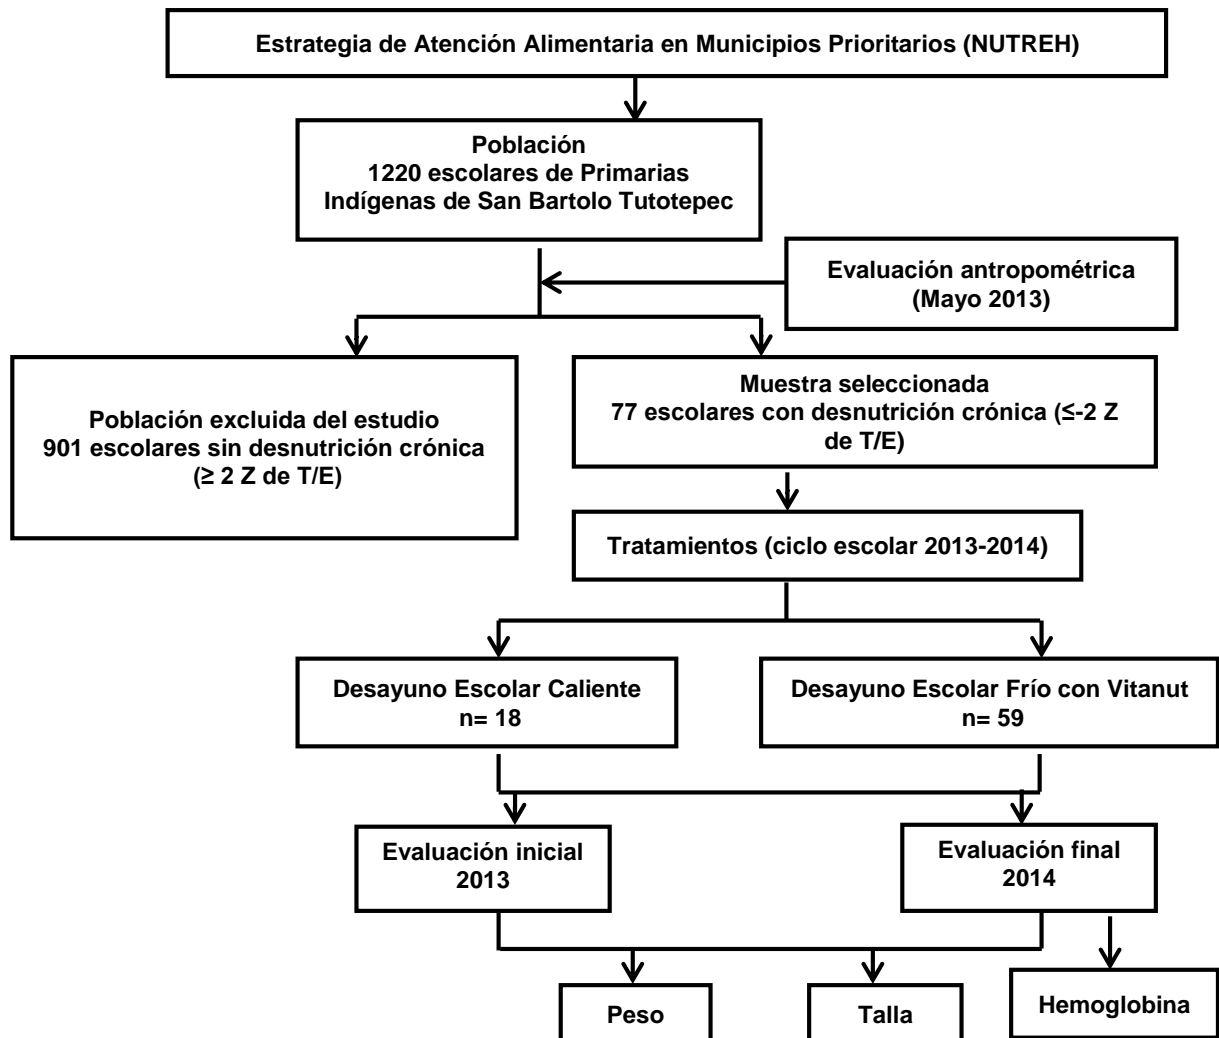 Estrategia de Atención Alimentaria en Municipios Prioritarios (NUTREH)
Población
1220 escolares de Primarias
Indígenas de San Bartolo Tutotepec
Evaluación antropométrica
(Mayo 2013)
Población excluida del estudio
901 escolares sin desnutrición crónica
(≥ 2 Z de T/E)
Muestra seleccionada
77 escolares con desnutrición crónica (≤-2 Z
de T/E)
Tratamientos (ciclo escolar 2013-2014)
Desayuno Escolar Caliente
n= 18
Desayuno Escolar Frío con Vitanut
n= 59
Evaluación inicial
2013
Evaluación final
2014
Peso
Talla
Hemoglobina